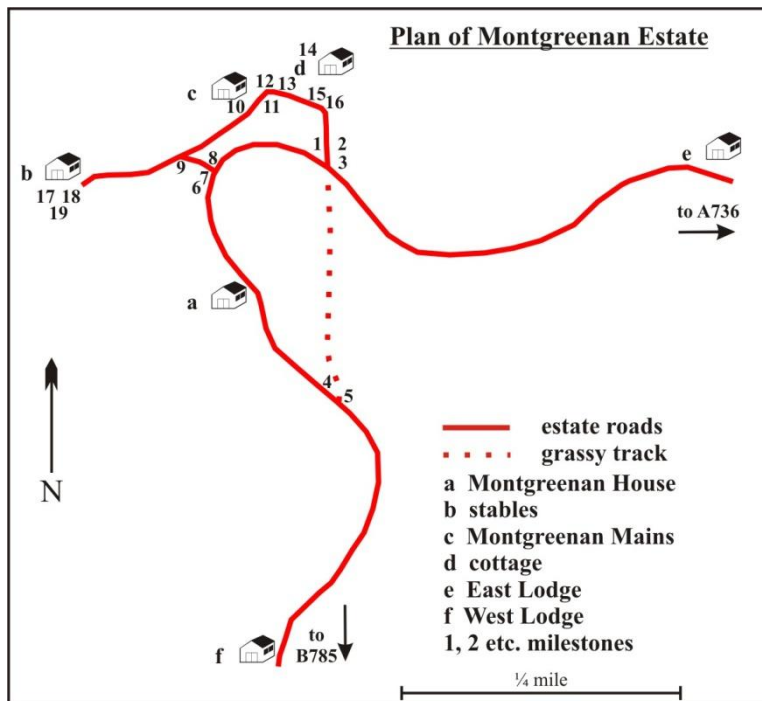 Plan of Montgreenan Estate
14
d
c
12 13
10
11
15
16
1
2
3
b
9
8
7
6
17 18
19
e
to A736
a
4
5
N
estate roads
grassy track
a Montgreenan House
b stables
c Montgreenan Mains
d cottage
e East Lodge
f West Lodge
1, 2 etc. milestones
f
to
B785
¼ mile